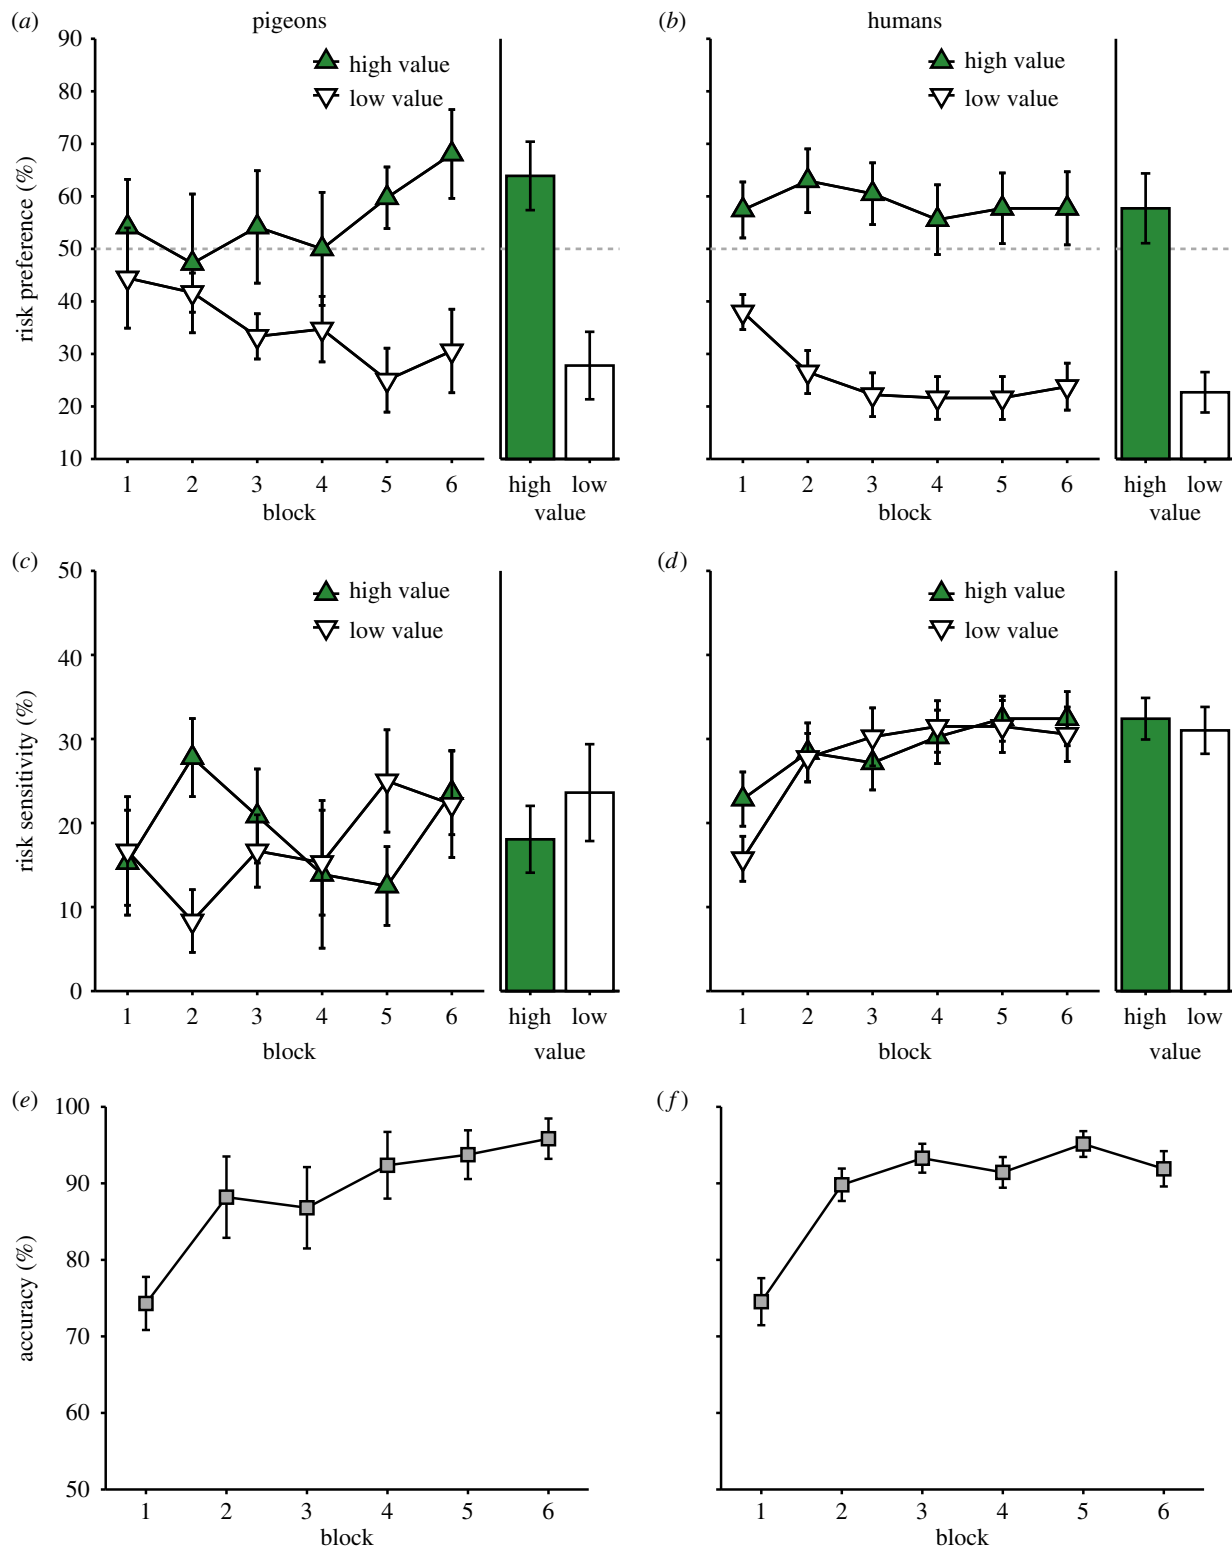 (a) pigeons
high value
low value
risk preference (%)
90
80
70
60
50
40
30
20
10
1 2 3 4 5 6
block
high low
value
(b) humans
high value
low value
1 2 3 4 5 6
block
high low
value
(c)
high value
low value
risk sensitivity (%)
50
40
30
20
10
0
1 2 3 4 5 6
block
high low
value
(d)
high value
low value
1 2 3 4 5 6
block
high low
value
(e)
accuracy (%)
100
90
80
70
60
50
1 2 3 4 5 6
block
(f)
1 2 3 4 5 6
block